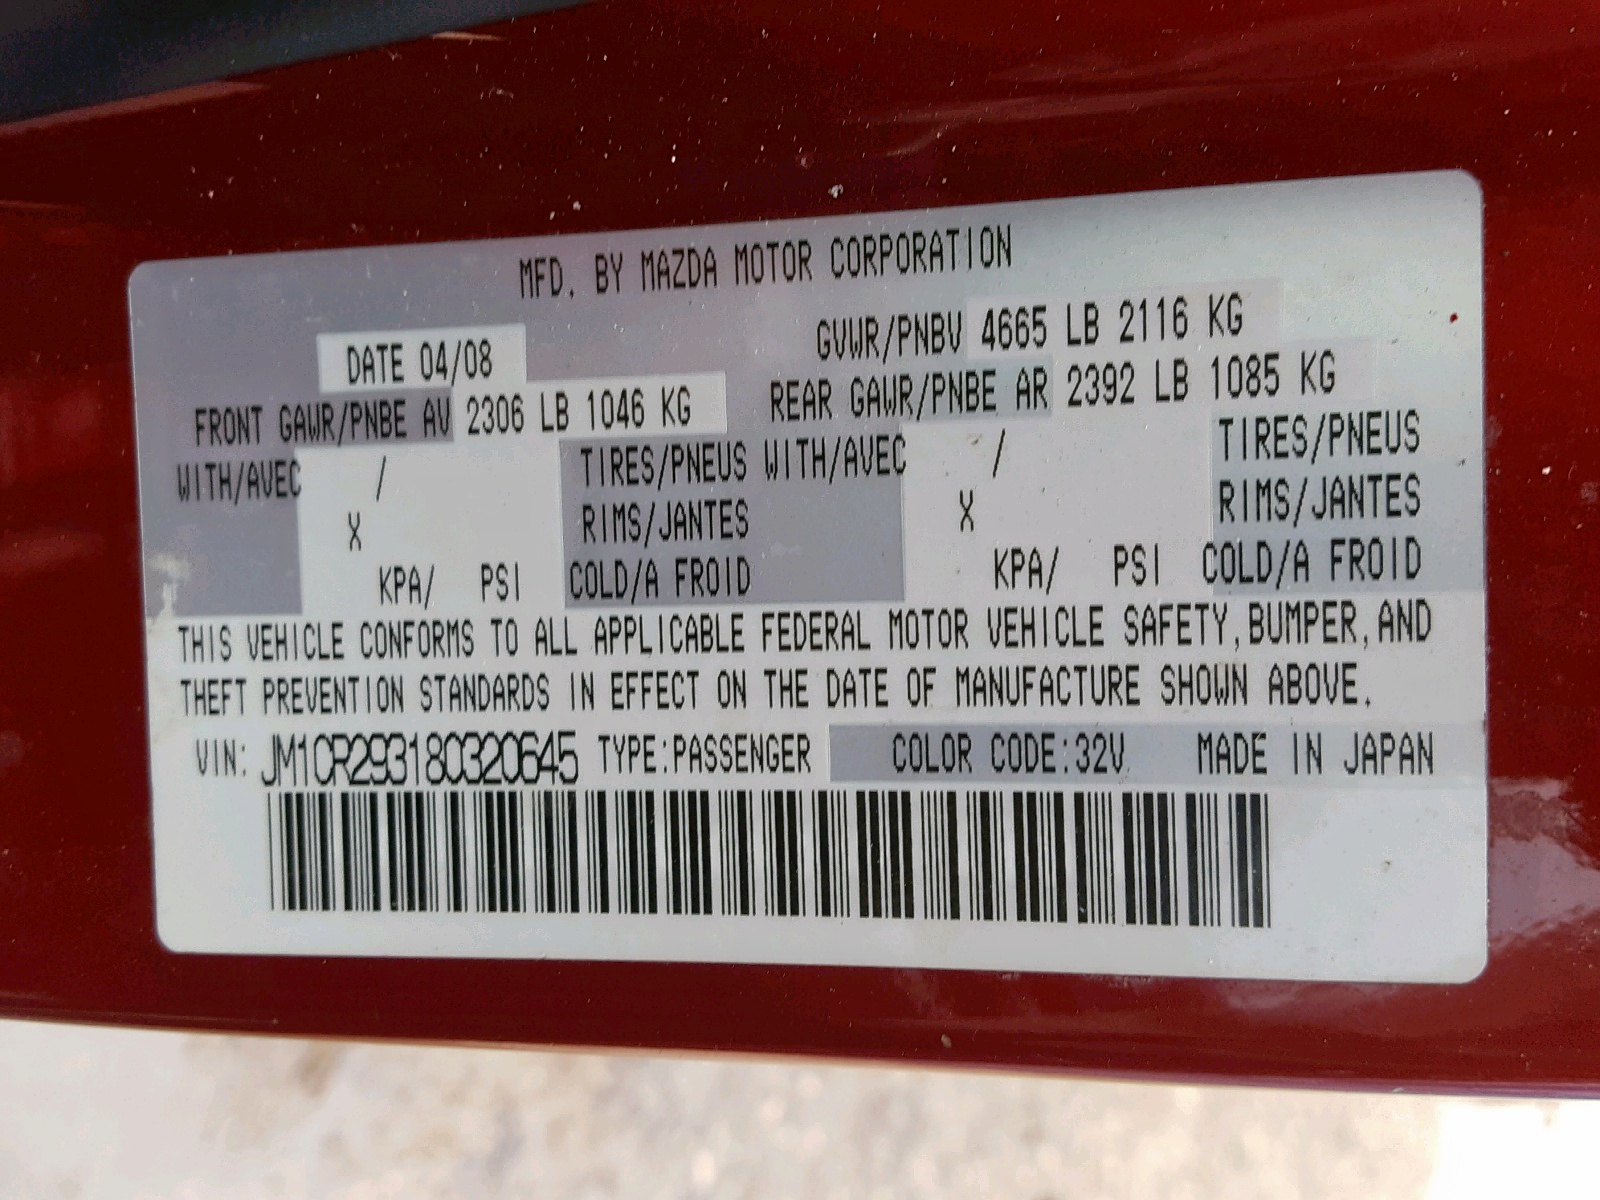 MFD. BY MAZDA MOTOR CORPORATION
DATE 04/08 GVWR/PNBV 4665 LB 2116 KG
FRONT GAWR/PNBE AV 2306 LB 1046 KG REAR GAWR/PNBE AR 2392 LB 1085 KG
WITH/AVEC / TIRES/PNEUS WITH/AVEC / TIRES/PNEUS
X RIMS/JANTES X RIMS/JANTES
KPA/ PSI COLD/A FROID KPA/ PSI COLD/A FROID
THIS VEHICLE CONFORMS TO ALL APPLICABLE FEDERAL MOTOR VEHICLE SAFETY, BUMPER, AND
THEFT PREVENTION STANDARDS IN EFFECT ON THE DATE OF MANUFACTURE SHOWN ABOVE.
VIN: JM1CR293180320645 TYPE:PASSENGER COLOR CODE:32V MADE IN JAPAN